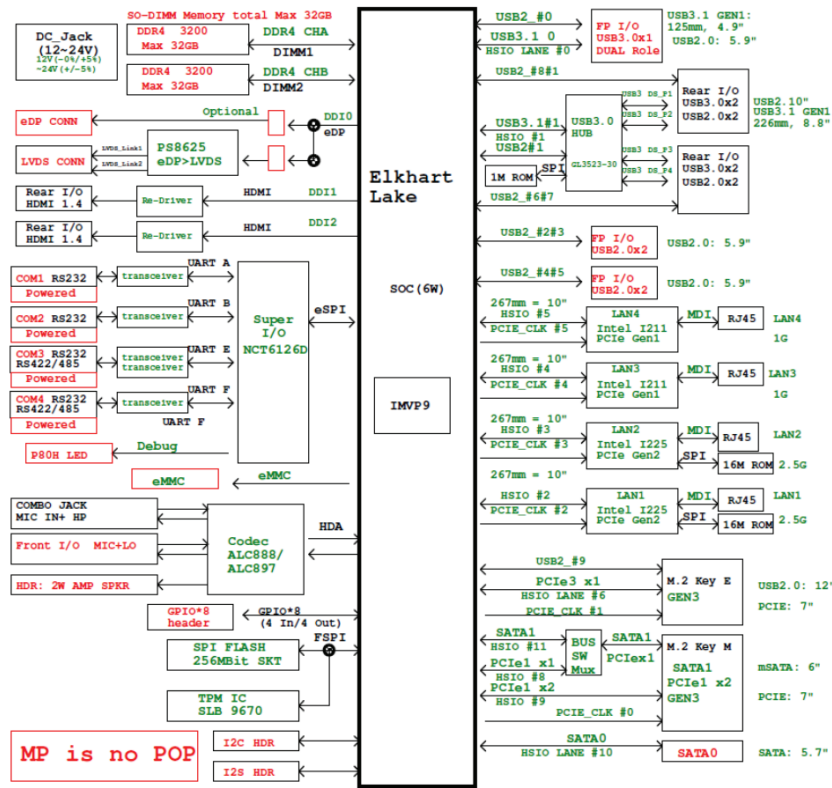 SO-DIMM Memory total Max 32GB
DC_Jack
(12~24V)
12V(-0%/+5%)
~24V(+/-5%)
DDR4 3200
Max 32GB
DDR4 CHA
DIMM1
DDR4 3200
Max 32GB
DDR4 CHB
DIMM2
Optional
eDP CONN
DDI0
eDP
LVDS CONN
LVDS_Link1
LVDS_Link2
PS8625
eDP>LVDS
Rear I/O
HDMI 1.4
Re-Driver
HDMI
DDI1
Rear I/O
HDMI 1.4
Re-Driver
HDMI
DDI2
COM1 RS232
Powered
transceiver
UART A
COM2 RS232
Powered
transceiver
UART B
COM3 RS232
RS422/485
Powered
transceiver
transceiver
UART E
COM4 RS232
RS422/485
Powered
transceiver
UART F
UART F
Super
I/O
NCT6126D
eSPI
P80H LED
Debug
eMMC
eMMC
COMBO JACK
MIC IN+ HP
Front I/O MIC+LO
HDR: 2W AMP SPKR
Codec
ALC888/
ALC897
HDA
GPIO*8
header
GPIO*8
(4 In/4 Out)
FSPI
SPI FLASH
256MBit SKT
TPM IC
SLB 9670
MP is no POP
I2C HDR
I2S HDR
Elkhart
Lake
SOC(6W)
IMVP9
USB2_#0
USB3.1 0
HSIO LANE #0
FP I/O
USB3.0x1
DUAL Role
USB3.1 GEN1:
125mm, 4.9"
USB2.0: 5.9"
USB2_#8#1
USB3.1#1
HSIO #1
USB2#1
SPI
1M ROM
USB3.0
HUB
GL3523-30
USB3 DS_P1
USB3 DS_P2
USB3 DS_P3
USB3 DS_P4
Rear I/O
USB3.0x2
USB2.0x2
USB2.10"
USB3.1 GEN1
226mm, 8.8"
Rear I/O
USB3.0x2
USB2.0x2
USB2_#6#7
USB2_#2#3
FP I/O
USB2.0x2
USB2.0: 5.9"
USB2_#4#5
FP I/O
USB2.0x2
USB2.0: 5.9"
267mm = 10"
HSIO #5
PCIE_CLK #5
LAN4
Intel I211
PCIe Gen1
MDI
RJ45
LAN4
1G
267mm = 10"
HSIO #4
PCIE_CLK #4
LAN3
Intel I211
PCIe Gen1
MDI
RJ45
LAN3
1G
267mm = 10"
HSIO #3
PCIE_CLK #3
LAN2
Intel I225
PCIe Gen2
MDI
RJ45
LAN2
SPI
16M ROM
2.5G
267mm = 10"
HSIO #2
PCIE_CLK #2
LAN1
Intel I225
PCIe Gen2
MDI
RJ45
LAN1
SPI
16M ROM
2.5G
USB2_#9
PCIe3 x1
HSIO LANE #6
PCIE_CLK #1
M.2 Key E
GEN3
USB2.0: 12"
PCIE: 7"
SATA1
HSIO #11
PCIe1 x1
HSIO #8
PCIe1 x2
HSIO #9
PCIE_CLK #0
BUS
SW
Mux
SATA1
PCIex1
M.2 Key M
SATA1
PCIe1 x2
GEN3
mSATA: 6"
PCIE: 7"
SATA0
HSIO LANE #10
SATA0
SATA: 5.7"